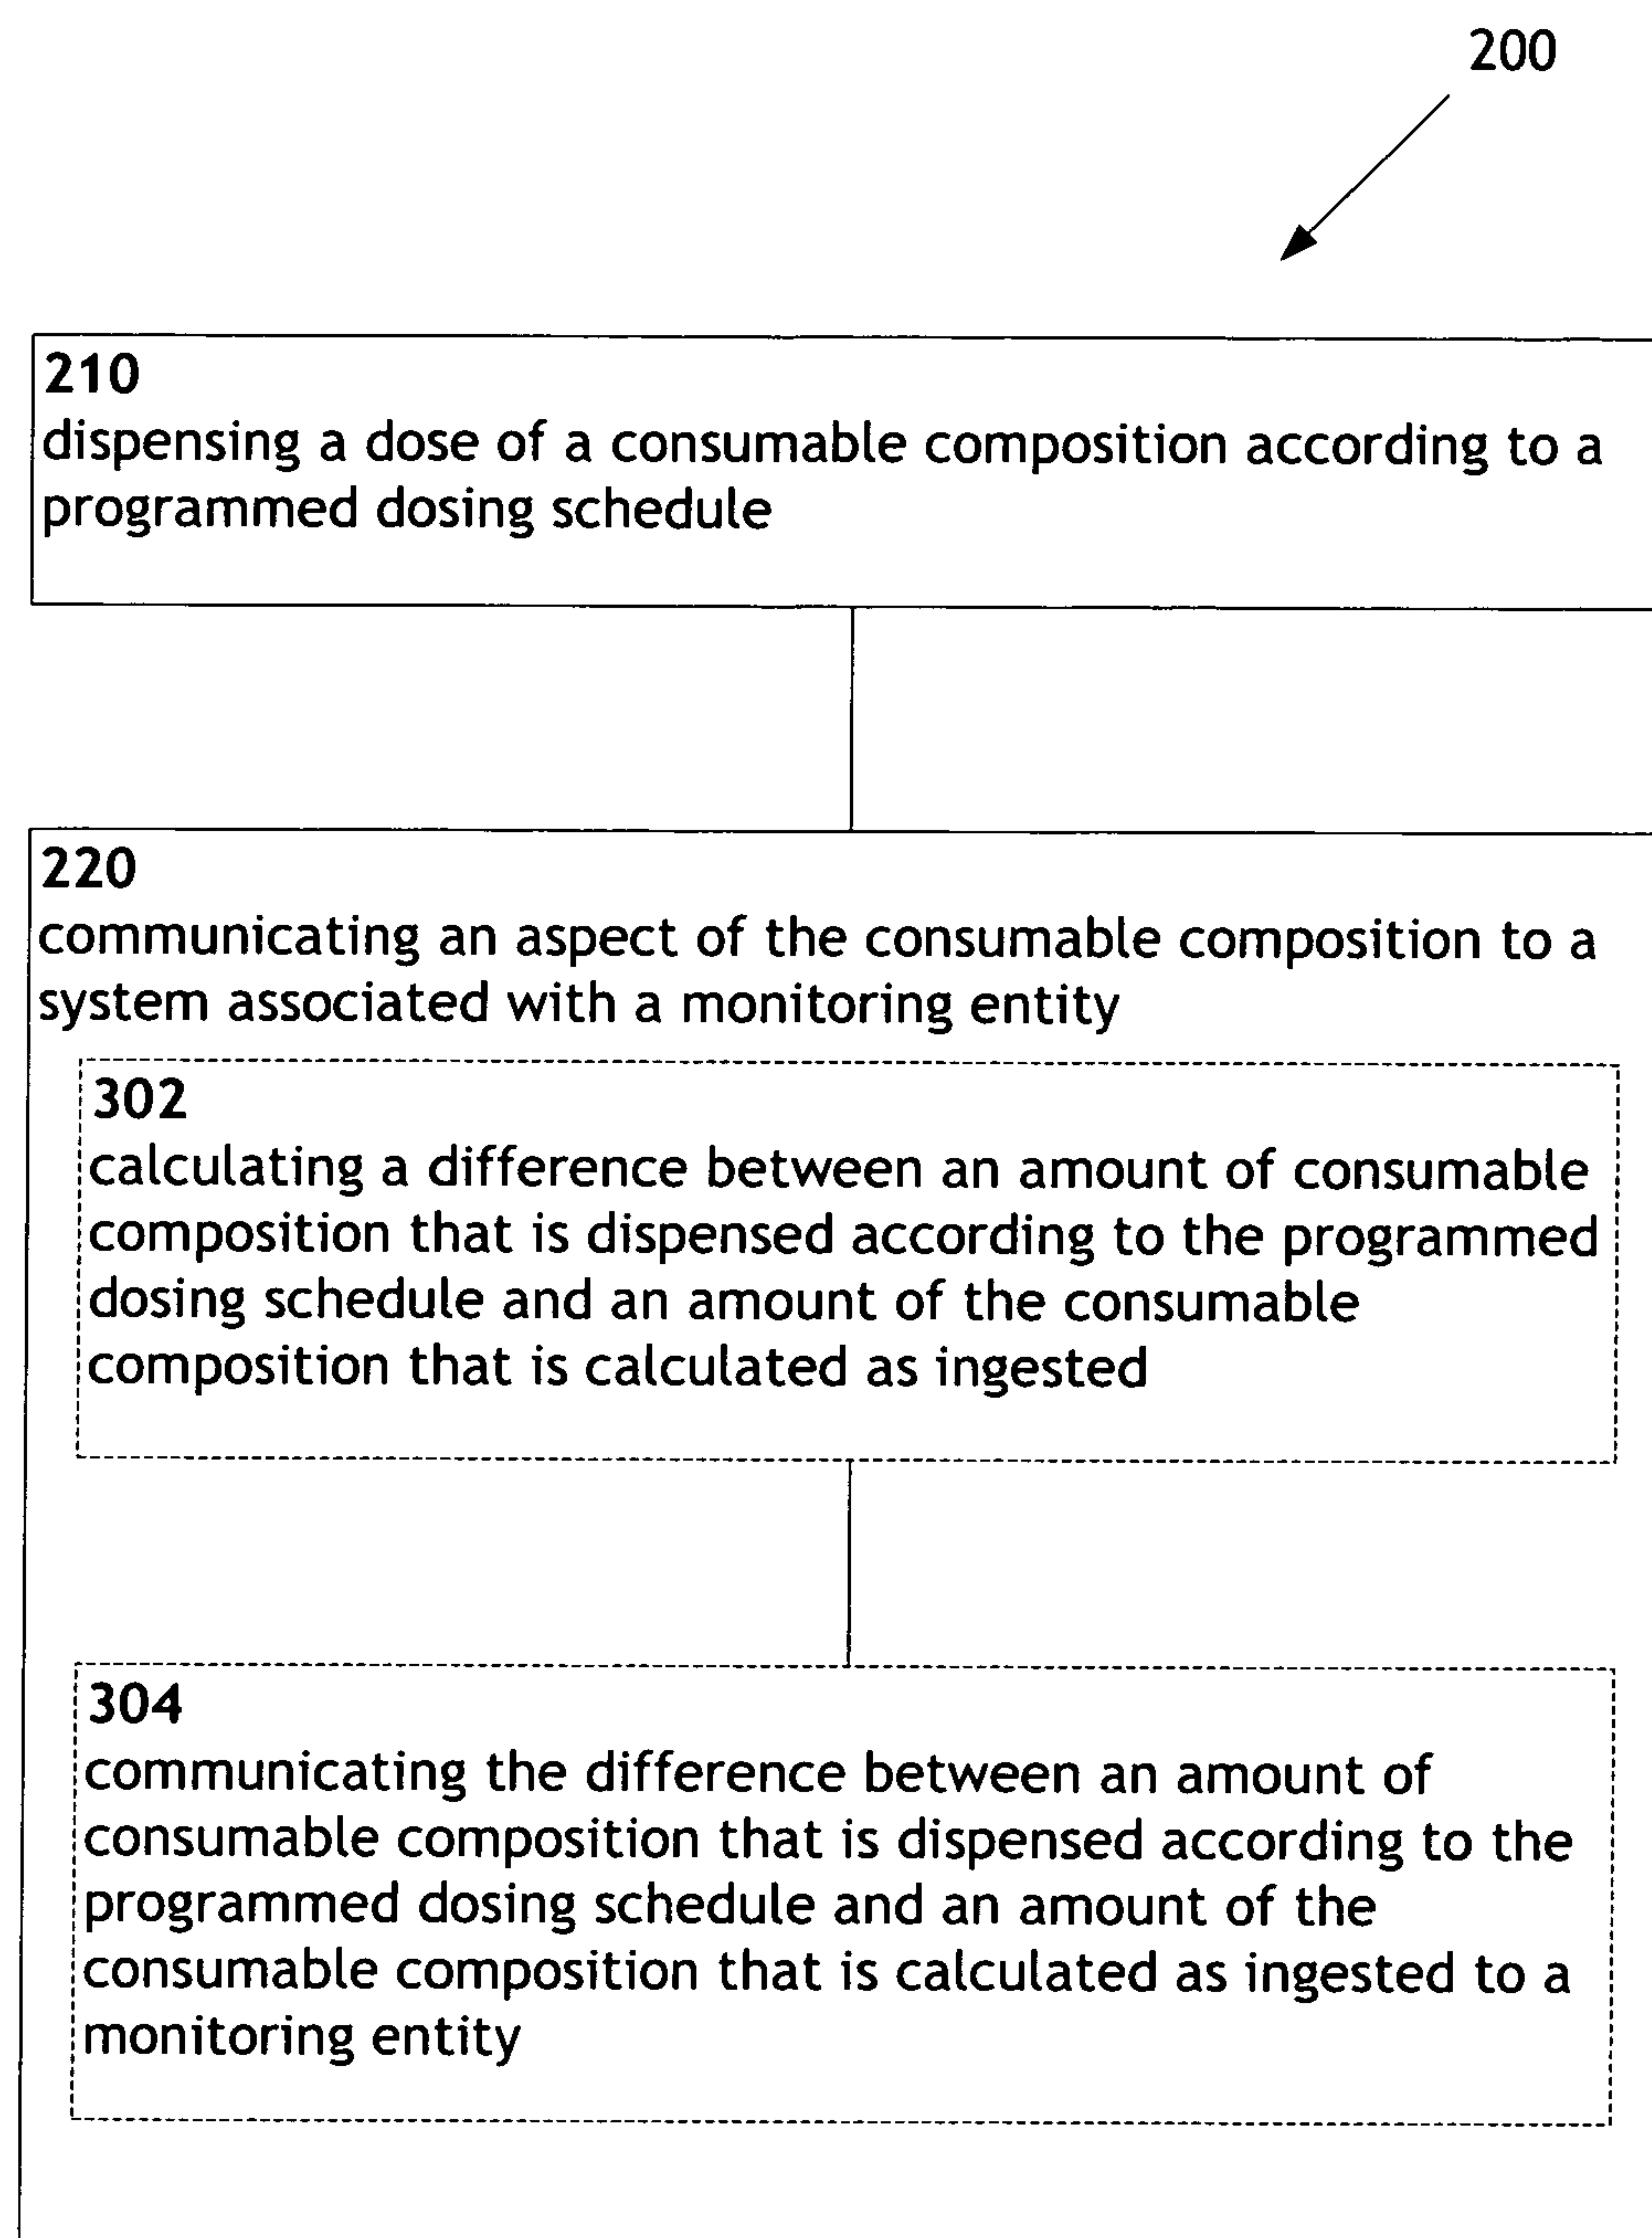 200
210
dispensing a dose of a consumable composition according to a
programmed dosing schedule
220
communicating an aspect of the consumable composition to a
system associated with a monitoring entity
302
calculating a difference between an amount of consumable
composition that is dispensed according to the programmed
dosing schedule and an amount of the consumable
composition that is calculated as ingested
304
communicating the difference between an amount of
consumable composition that is dispensed according to the
programmed dosing schedule and an amount of the
consumable composition that is calculated as ingested to a
monitoring entity